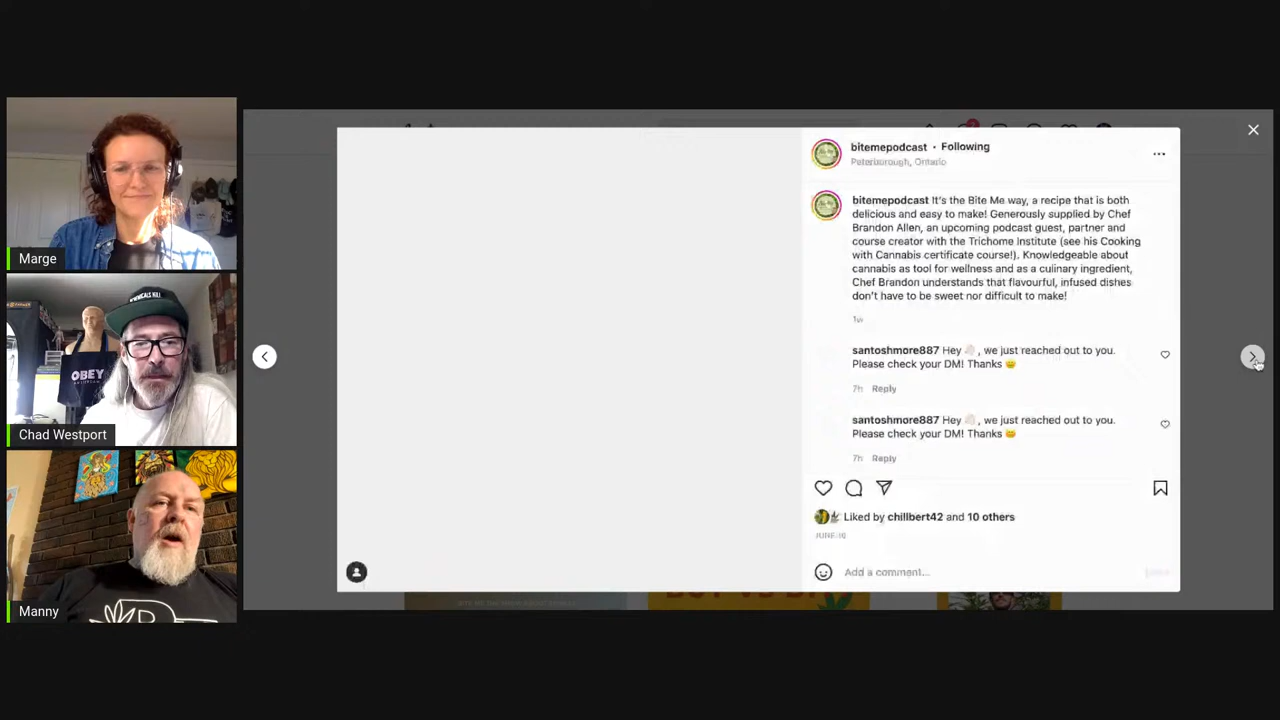 Marge
OBEY
Chad Westport
Manny
bitemepodcast • Following
Peterborough, Ontario
bitemepodcast It's the Bite Me way, a recipe that is both
delicious and easy to make! Generously supplied by Chef
Brandon Allen, an upcoming podcast guest, partner and
course creator with the Trichome Institute (see his Cooking
with Cannabis certificate course!). Knowledgeable about
cannabis as tool for wellness and as a culinary ingredient,
Chef Brandon understands that flavourful, infused dishes
don't have to be sweet nor difficult to make!
1w
santoshmore887 Hey 👋🏻, we just reached out to you.
Please check your DM! Thanks 😊
7h Reply
santoshmore887 Hey 👋🏻, we just reached out to you.
Please check your DM! Thanks 😊
7h Reply
Liked by chillbert42 and 10 others
Add a comment...